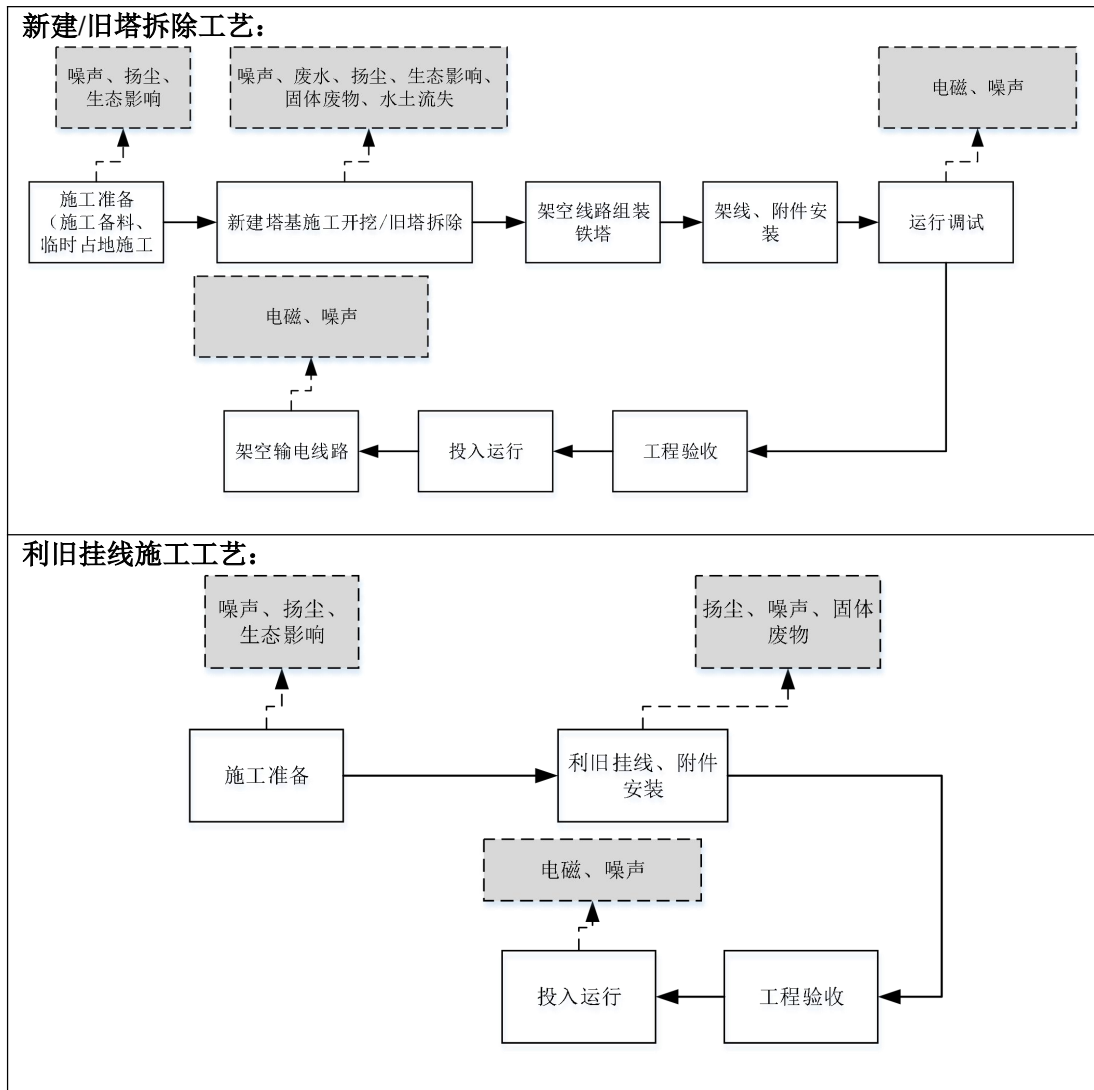 新建/旧塔拆除工艺：
噪声、扬尘、
生态影响
噪声、废水、扬尘、生态影响、
固体废物、水土流失
电磁、噪声
施工准备
（施工备料、
临时占地施工
新建塔基施工开挖/旧塔拆除
架空线路组装
铁塔
架线、附件安
装
运行调试
电磁、噪声
架空输电线路
投入运行
工程验收
利旧挂线施工工艺：
噪声、扬尘、
生态影响
扬尘、噪声、固体
废物
施工准备
利旧挂线、附件
安装
电磁、噪声
投入运行
工程验收